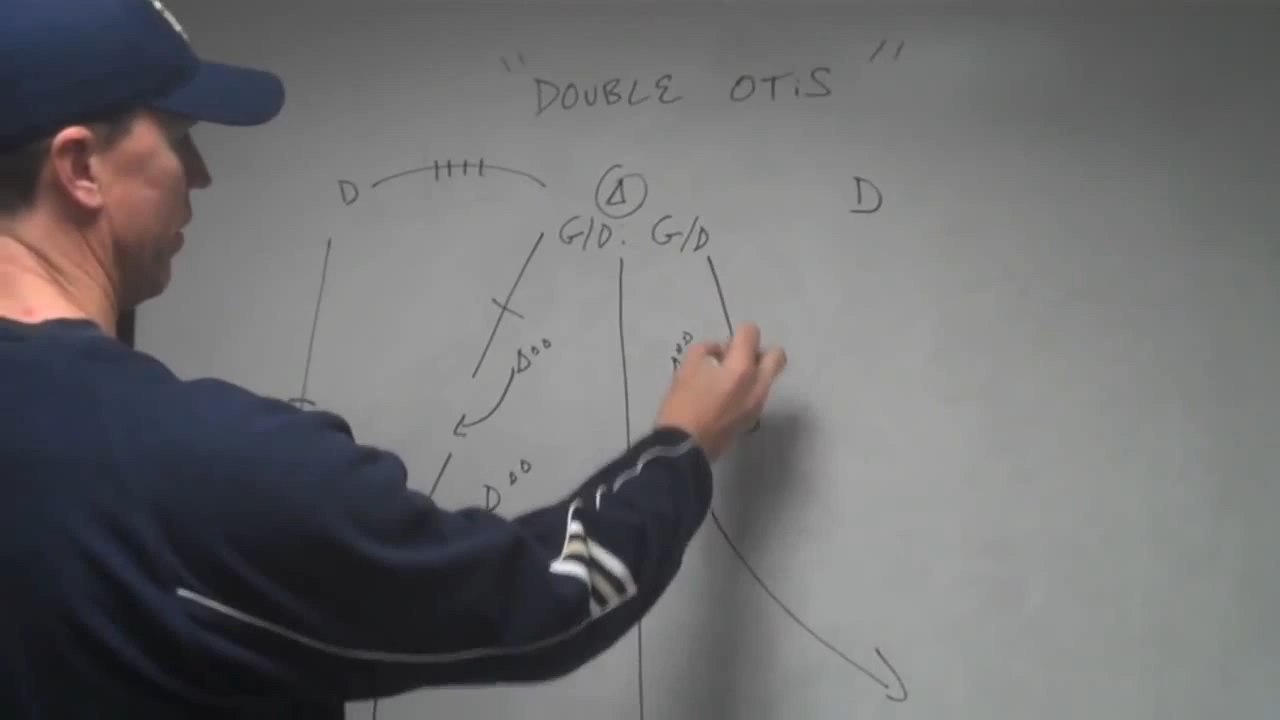 "DOUBLE OTiS"
D Δ D
G/D. G/D
Δ°°
D°°